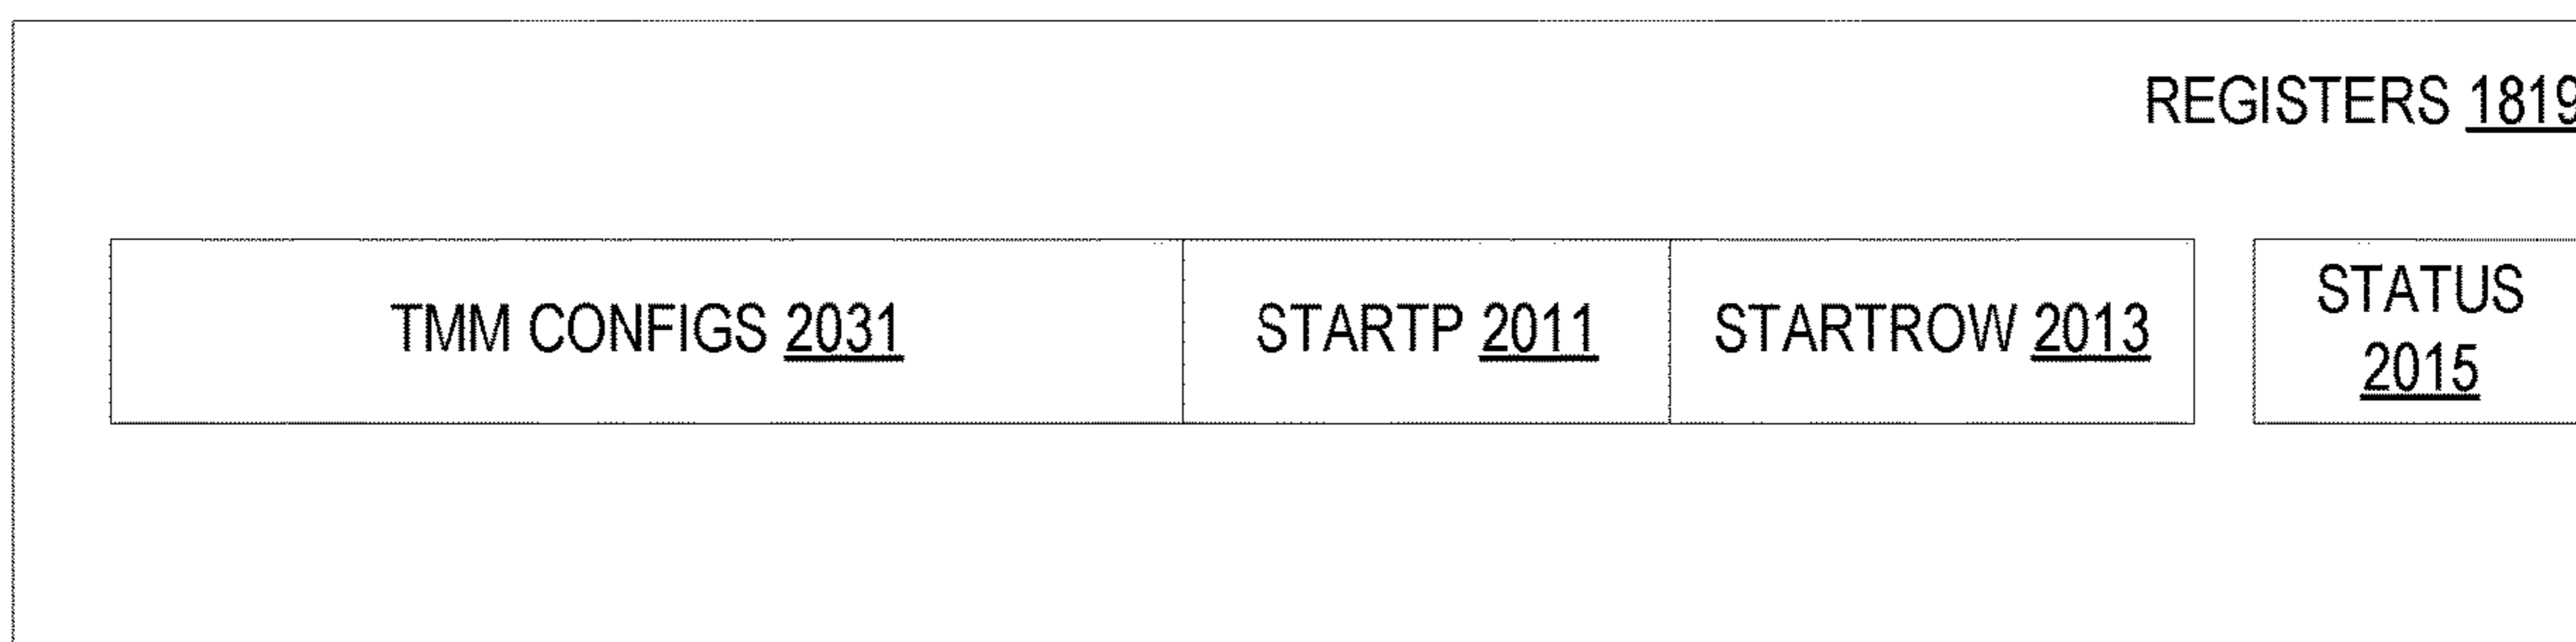 REGISTERS 1819
TMM CONFIGS 2031
STARTP 2011
STARTROW 2013
STATUS
2015